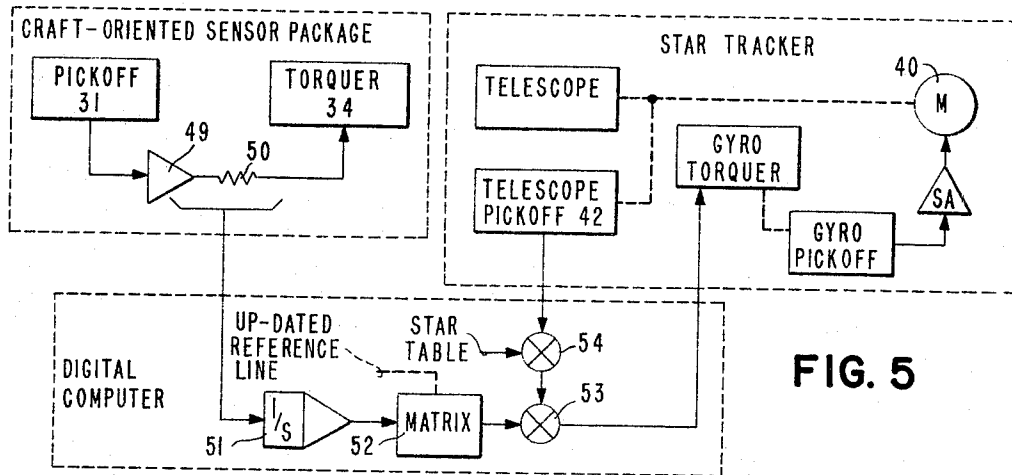 CRAFT-ORIENTED SENSOR PACKAGE
PICKOFF
31
TORQUER
34
49
50
STAR TRACKER
40
M
TELESCOPE
GYRO
TORQUER
TELESCOPE
PICKOFF 42
SA
GYRO
PICKOFF
DIGITAL
COMPUTER
UP-DATED
REFERENCE
LINE
STAR
TABLE
54
53
I/S
51
MATRIX
52
FIG. 5